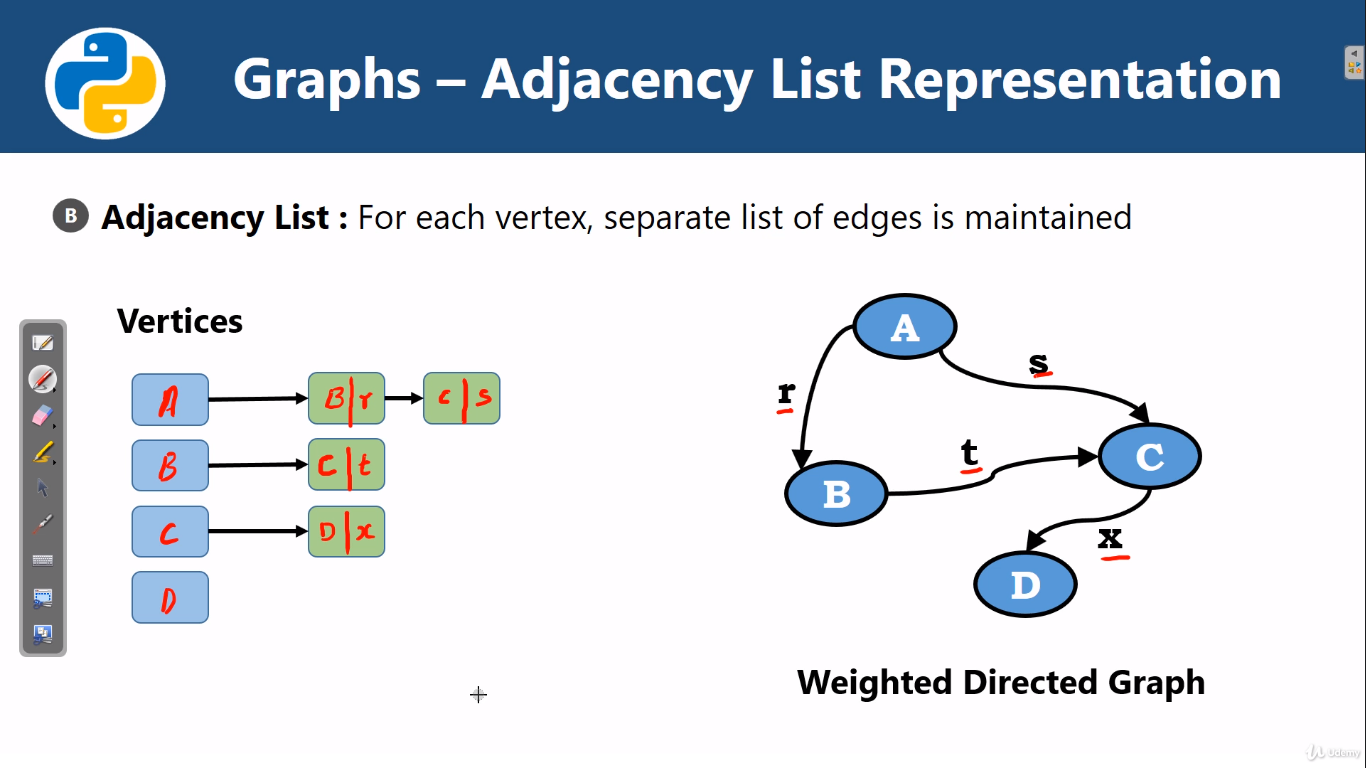 Graphs – Adjacency List Representation
B Adjacency List : For each vertex, separate list of edges is maintained
Vertices
A B|r c|s
B C|t
C D|x
D
A
s
r
t
C
B
x
D
Weighted Directed Graph
Udemy